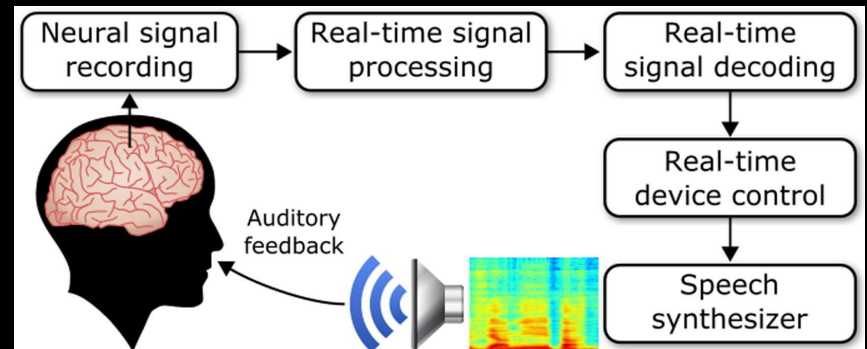 Neural signal
recording
Real-time signal
processing
Real-time
signal decoding
Real-time
device control
Speech
synthesizer
Auditory
feedback